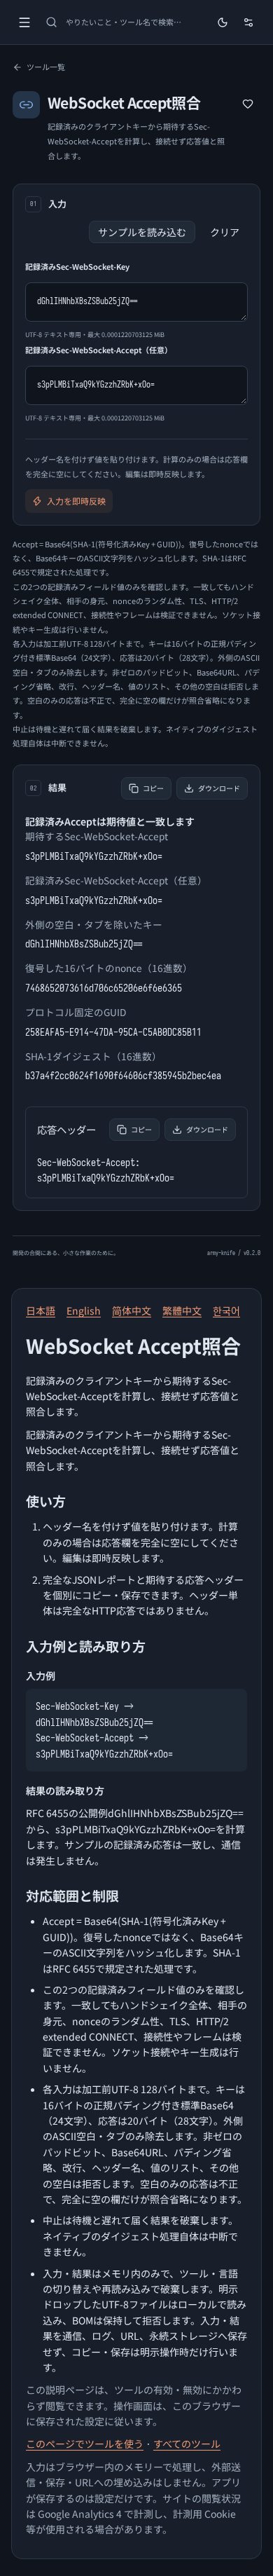 やりたいこと・ツール名で検索…
ツール一覧
WebSocket Accept照合
記録済みのクライアントキーから期待するSec-
WebSocket-Acceptを計算し、接続せず応答値と照
合します。
01 入力
サンプルを読み込む クリア
記録済みSec-WebSocket-Key
dGhlIHNhbXBsZSBub25jZQ==
UTF-8 テキスト専用・最大 0.0001220703125 MiB
記録済みSec-WebSocket-Accept（任意）
s3pPLMBiTxaQ9kYGzzhZRbK+xOo=
UTF-8 テキスト専用・最大 0.0001220703125 MiB
ヘッダー名を付けず値を貼り付けます。計算のみの場合は応答欄
を完全に空にしてください。編集は即時反映します。
入力を即時反映
Accept = Base64(SHA-1(符号化済みKey + GUID))。復号したnonceではな
く、Base64キーのASCII文字列をハッシュ化します。SHA-1はRFC
6455で規定された処理です。
この2つの記録済みフィールド値のみを確認します。一致してもハンド
シェイク全体、相手の身元、nonceのランダム性、TLS、HTTP/2
extended CONNECT、接続性やフレームは検証できません。ソケット接
続やキー生成は行いません。
各入力は加工前UTF-8 128バイトまで。キーは16バイトの正規パディン
グ付き標準Base64（24文字）、応答は20バイト（28文字）。外側のASCII
空白・タブのみ除去します。非ゼロのパッドビット、Base64URL、パディ
ング省略、改行、ヘッダー名、値のリスト、その他の空白は拒否しま
す。空白のみの応答は不正で、完全に空の欄だけが照合省略になりま
す。
中止は待機と遅れて届く結果を破棄します。ネイティブのダイジェスト
処理自体は中断できません。
02 結果 コピー ダウンロード
記録済みAcceptは期待値と一致します
期待するSec-WebSocket-Accept
s3pPLMBiTxaQ9kYGzzhZRbK+xOo=
記録済みSec-WebSocket-Accept（任意）
s3pPLMBiTxaQ9kYGzzhZRbK+xOo=
外側の空白・タブを除いたキー
dGhlIHNhbXBsZSBub25jZQ==
復号した16バイトのnonce（16進数）
7468652073616d706c65206e6f6e6365
プロトコル固定のGUID
258EAFA5-E914-47DA-95CA-C5AB0DC85B11
SHA-1ダイジェスト（16進数）
b37a4f2cc0624f1690f64606cf385945b2bec4ea
応答ヘッダー コピー ダウンロード
Sec-WebSocket-Accept:
s3pPLMBiTxaQ9kYGzzhZRbK+xOo=
開発の合間にある、小さな作業のために。 army-knife / v0.2.8
日本語 English 简体中文 繁體中文 한국어
WebSocket Accept照合
記録済みのクライアントキーから期待するSec-
WebSocket-Acceptを計算し、接続せず応答値と
照合します。
記録済みのクライアントキーから期待するSec-
WebSocket-Acceptを計算し、接続せず応答値と
照合します。
使い方
1. ヘッダー名を付けず値を貼り付けます。計算
のみの場合は応答欄を完全に空にしてくださ
い。編集は即時反映します。
2. 完全なJSONレポートと期待する応答ヘッダー
を個別にコピー・保存できます。ヘッダー単
体は完全なHTTP応答ではありません。
入力例と読み取り方
入力例
Sec-WebSocket-Key →
dGhlIHNhbXBsZSBub25jZQ==
Sec-WebSocket-Accept →
s3pPLMBiTxaQ9kYGzzhZRbK+xOo=
結果の読み取り方
RFC 6455の公開例dGhlIHNhbXBsZSBub25jZQ==
から、s3pPLMBiTxaQ9kYGzzhZRbK+xOo=を計算
します。サンプルの記録済み応答は一致し、通信
は発生しません。
対応範囲と制限
• Accept = Base64(SHA-1(符号化済みKey +
GUID))。復号したnonceではなく、Base64キ
ーのASCII文字列をハッシュ化します。SHA-1
はRFC 6455で規定された処理です。
• この2つの記録済みフィールド値のみを確認し
ます。一致してもハンドシェイク全体、相手の
身元、nonceのランダム性、TLS、HTTP/2
extended CONNECT、接続性やフレームは検
証できません。ソケット接続やキー生成は行
いません。
• 各入力は加工前UTF-8 128バイトまで。キーは
16バイトの正規パディング付き標準Base64
（24文字）、応答は20バイト（28文字）。外側
のASCII空白・タブのみ除去します。非ゼロの
パッドビット、Base64URL、パディング省
略、改行、ヘッダー名、値のリスト、その他
の空白は拒否します。空白のみの応答は不正
で、完全に空の欄だけが照合省略になります。
• 中止は待機と遅れて届く結果を破棄します。
ネイティブのダイジェスト処理自体は中断で
きません。
• 入力・結果はメモリ内のみで、ツール・言語
の切り替えや再読み込みで破棄します。明示
ドロップしたUTF-8ファイルはローカルで読み
込み、BOMは保持して拒否します。入力・結
果を通信、ログ、URL、永続ストレージへ保存
せず、コピー・保存は明示操作時だけ行いま
す。
この説明ページは、ツールの有効・無効にかかわ
らず閲覧できます。操作画面は、このブラウザー
に保存された設定に従います。
このページでツールを使う · すべてのツール
入力はブラウザー内のメモリーで処理し、外部送
信・保存・URLへの埋め込みはしません。アプリ
が保存するのは設定だけです。サイトの閲覧状況
は Google Analytics 4 で計測し、計測用 Cookie
等が使用される場合があります。